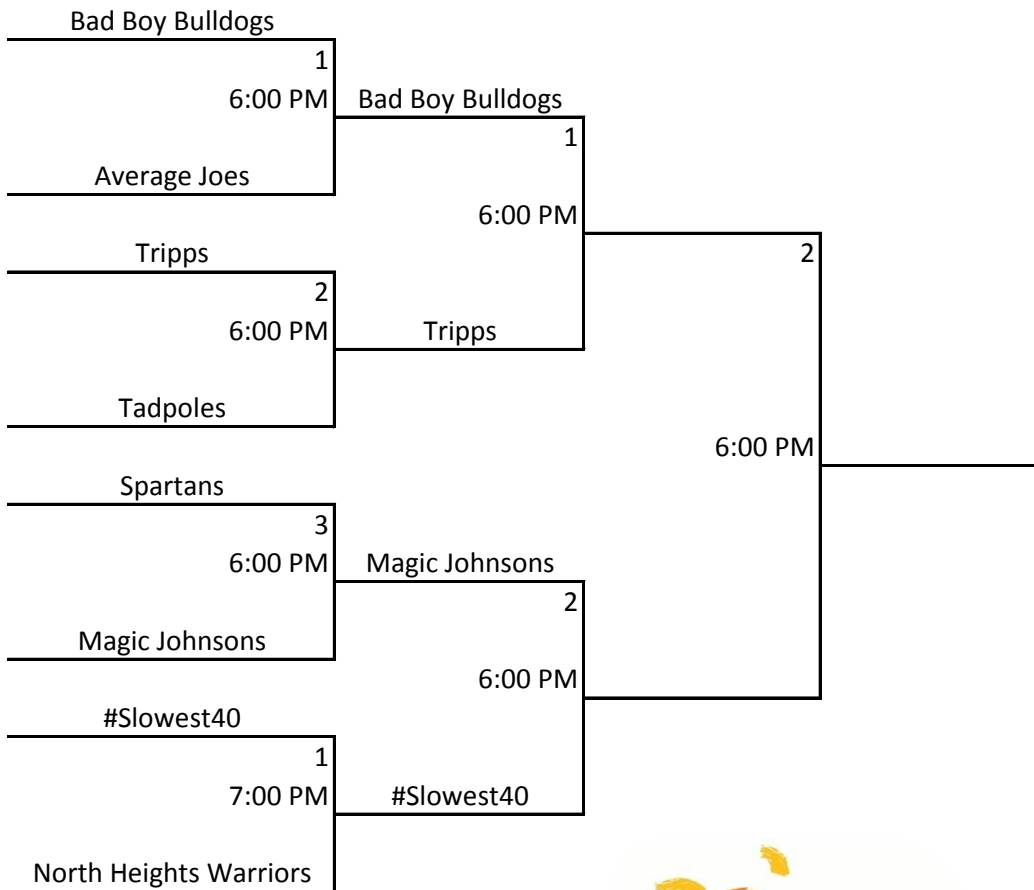 Bad Boy Bulldogs
1
6:00 PM
Bad Boy Bulldogs
1
Average Joes
6:00 PM
Tripps
2
2
6:00 PM
Tripps
Tadpoles
6:00 PM
Spartans
3
6:00 PM
Magic Johnsons
2
Magic Johnsons
6:00 PM
#Slowest40
1
7:00 PM
#Slowest40
North Heights Warriors